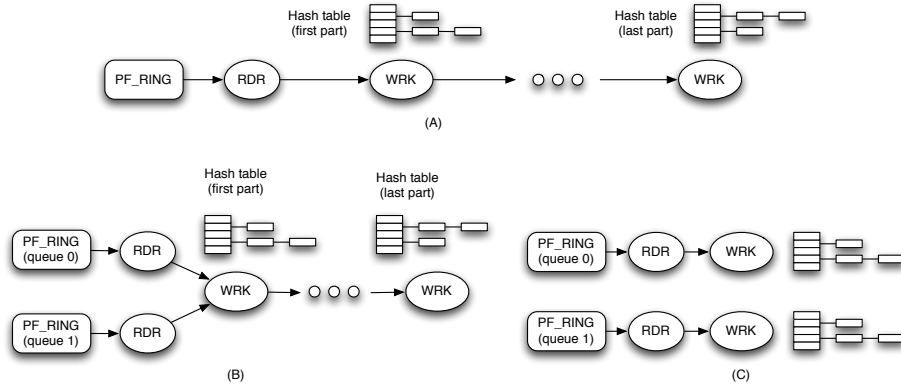 Hash table
(first part)
Hash table
(last part)
PF_RING
RDR
WRK
WRK
(A)
Hash table
(first part)
Hash table
(last part)
PF_RING
(queue 0)
RDR
WRK
WRK
PF_RING
(queue 1)
RDR
(B)
PF_RING
(queue 0)
RDR
WRK
PF_RING
(queue 1)
RDR
WRK
(C)